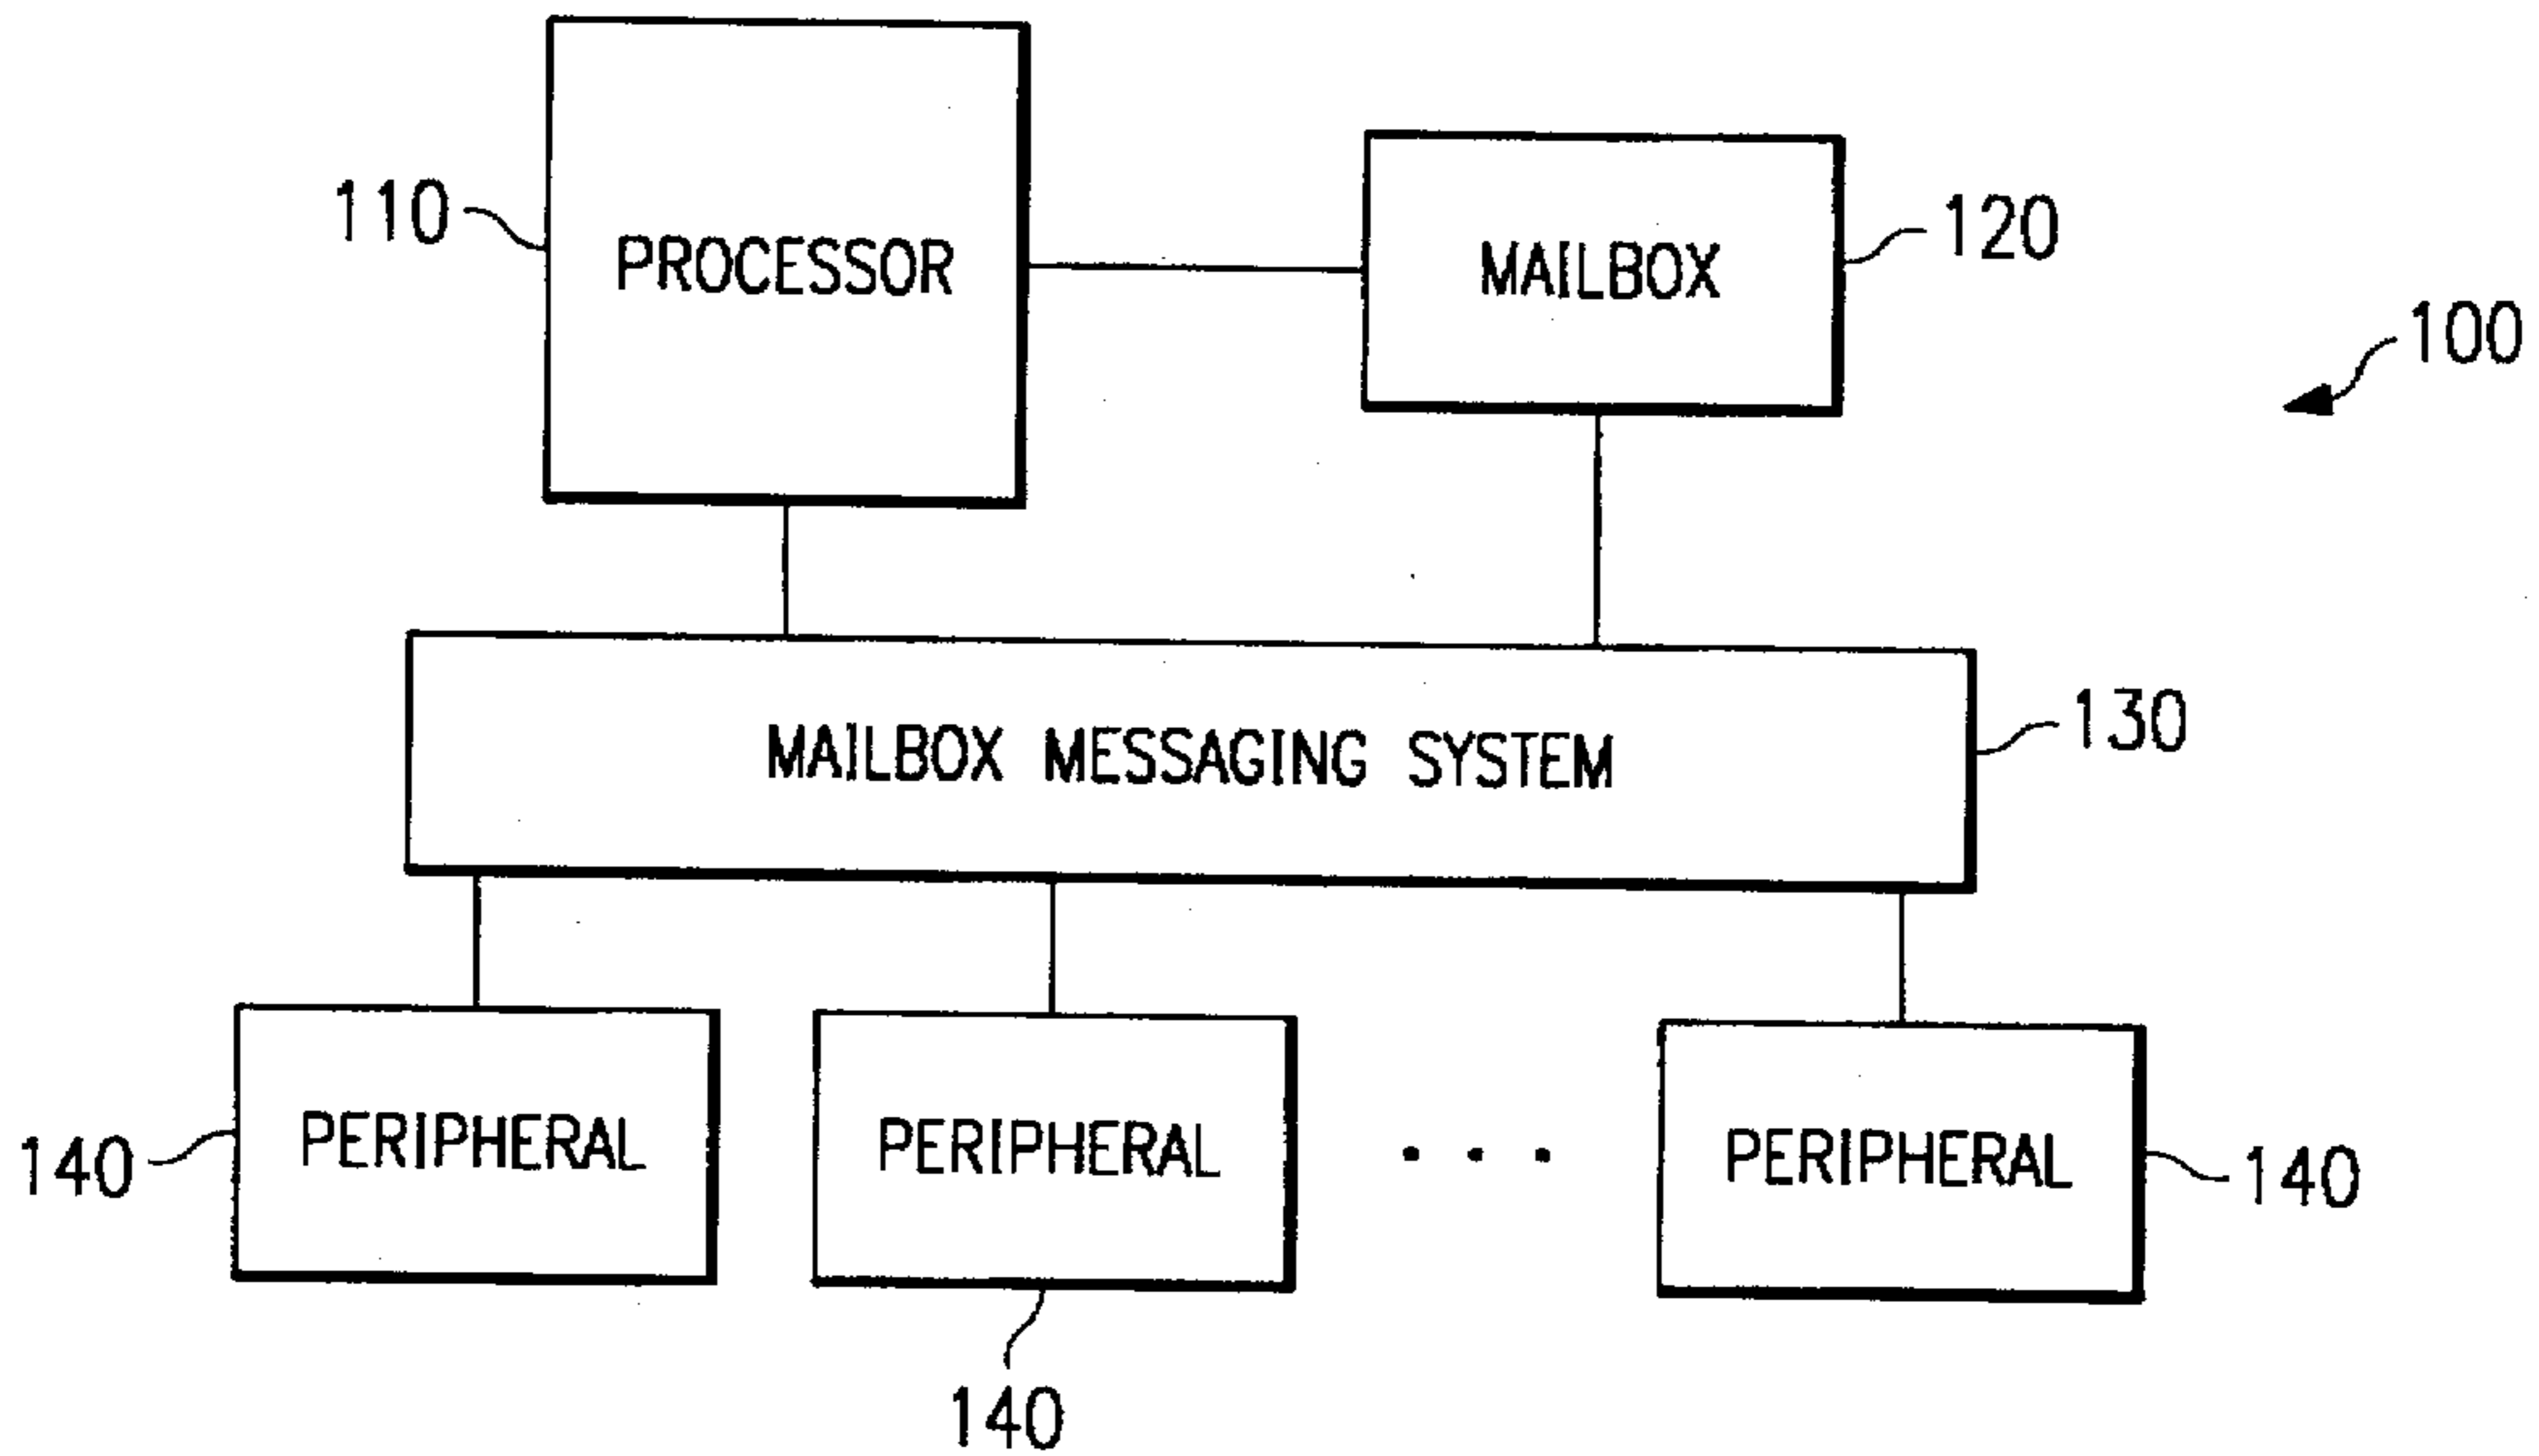 110
PROCESSOR
MAILBOX
120
100
MAILBOX MESSAGING SYSTEM
130
140
PERIPHERAL
PERIPHERAL
. . .
PERIPHERAL
140
140